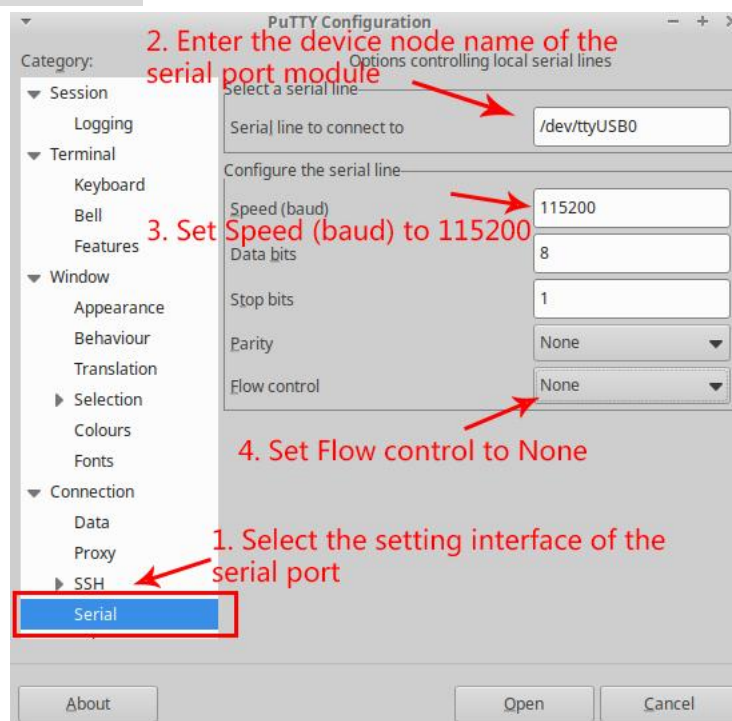 PuTTY Configuration
2. Enter the device node name of the
serial port module
Category:
Options controlling local serial lines
Session
Logging
Terminal
Keyboard
Bell
Features
Window
Appearance
Behaviour
Translation
Selection
Colours
Fonts
Connection
Data
Proxy
SSH
Serial
Select a serial line
Serial line to connect to
/dev/ttyUSB0
Configure the serial line
Speed (baud)
115200
3. Set Speed (baud) to 115200
Data bits
8
Stop bits
1
Parity
None
Flow control
None
4. Set Flow control to None
1. Select the setting interface of the
serial port
About
Open
Cancel